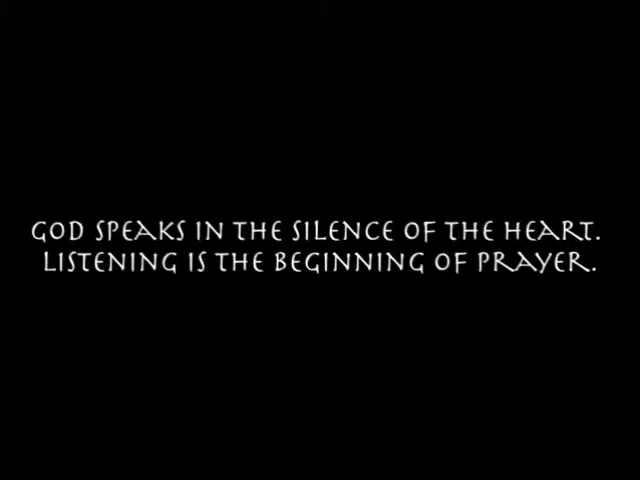 GOD SPEAKS IN THE SILENCE OF THE HEART.
LISTENING IS THE BEGINNING OF PRAYER.